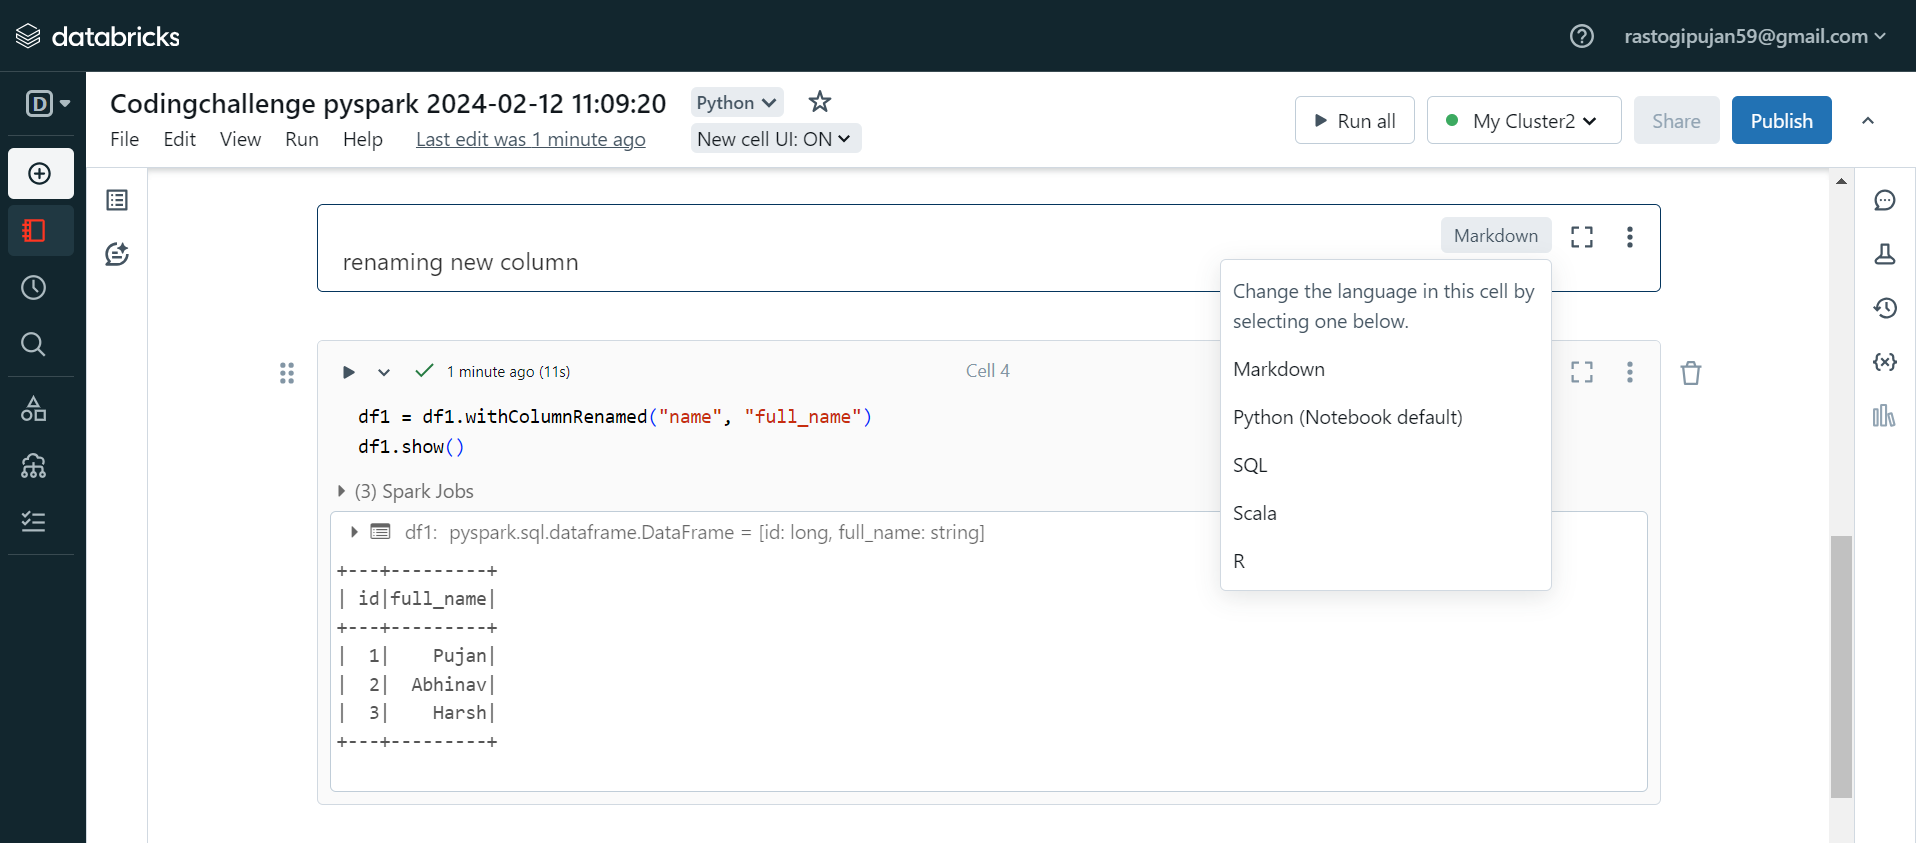 databricks
rastogipujan59@gmail.com
D
Codingchallenge pyspark 2024-02-12 11:09:20
Python
File Edit View Run Help Last edit was 1 minute ago
New cell UI: ON
Run all
My Cluster2
Share
Publish
Markdown
renaming new column
Change the language in this cell by
selecting one below.
Markdown
Python (Notebook default)
SQL
Scala
R
1 minute ago (11s)
Cell 4
df1 = df1.withColumnRenamed("name", "full_name")
df1.show()
(3) Spark Jobs
df1: pyspark.sql.dataframe.DataFrame = [id: long, full_name: string]
+---+---------+
| id|full_name|
+---+---------+
|  1|    Pujan|
|  2|  Abhinav|
|  3|    Harsh|
+---+---------+